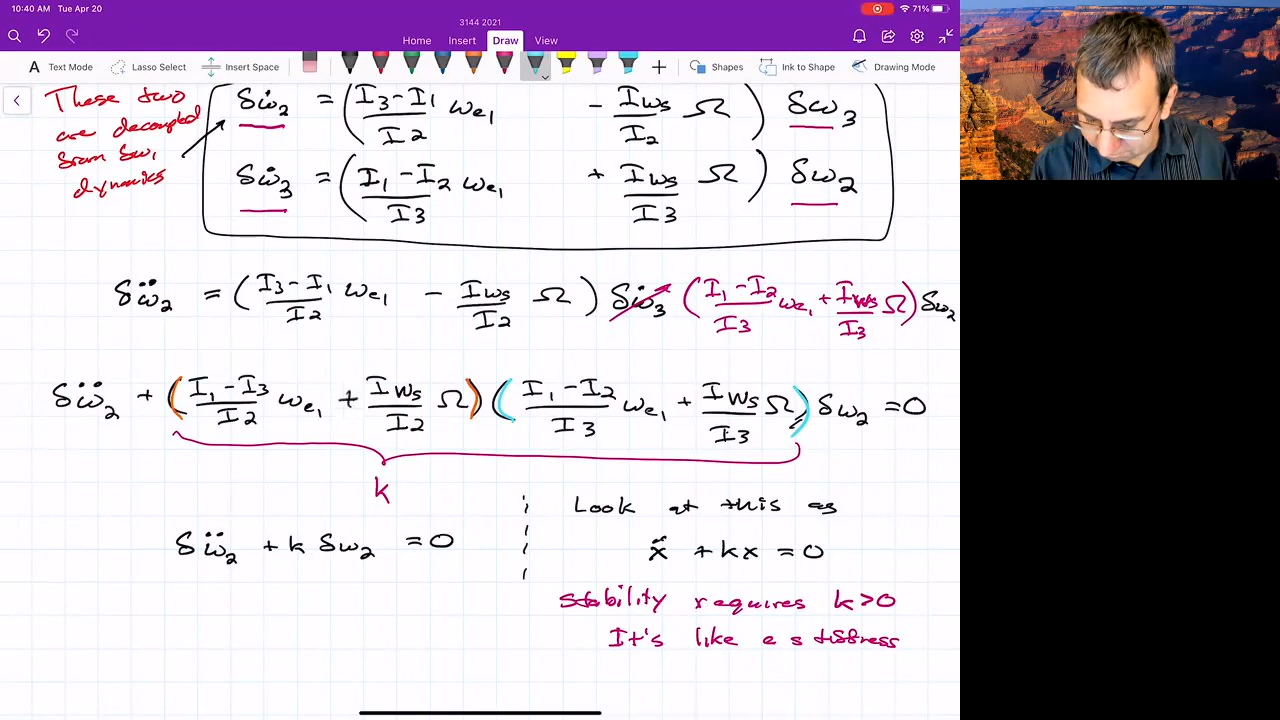 10:40 AM Tue Apr 20
71%
3144 2021
Home Insert Draw View
Text Mode Lasso Select Insert Space Shapes Ink to Shape Drawing Mode
These two
are decoupled
from δω₁
dynamics
δω̇₂ = (I₃-I₁/I₂ ωe₁ - Iws/I₂ Ω) δω₃
δω̇₃ = (I₁-I₂/I₃ ωe₁ + Iws/I₃ Ω) δω₂
δω̈₂ = (I₃-I₁/I₂ ωe₁ - Iws/I₂ Ω) δω̇₃ (I₁-I₂/I₃ ωe₁ + Iws/I₃ Ω) δω₂
δω̈₂ + (I₁-I₃/I₂ ωe₁ + Iws/I₂ Ω) (I₁-I₂/I₃ ωe₁ + Iws/I₃ Ω) δω₂ = 0
k
Look at this as
δω̈₂ + k δω₂ = 0
ẍ + kx = 0
Stability requires k>0
It's like a stiffness